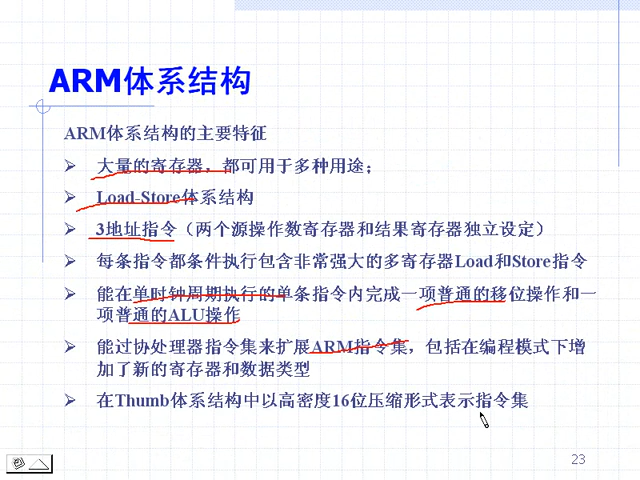 ARM体系结构
ARM体系结构的主要特征
大量的寄存器，都可用于多种用途；
Load-Store体系结构
3地址指令（两个源操作数寄存器和结果寄存器独立设定）
每条指令都条件执行包含非常强大的多寄存器Load和Store指令
能在单时钟周期执行的单条指令内完成一项普通的移位操作和一
项普通的ALU操作
能过协处理器指令集来扩展ARM指令集，包括在编程模式下增
加了新的寄存器和数据类型
在Thumb体系结构中以高密度16位压缩形式表示指令集
23